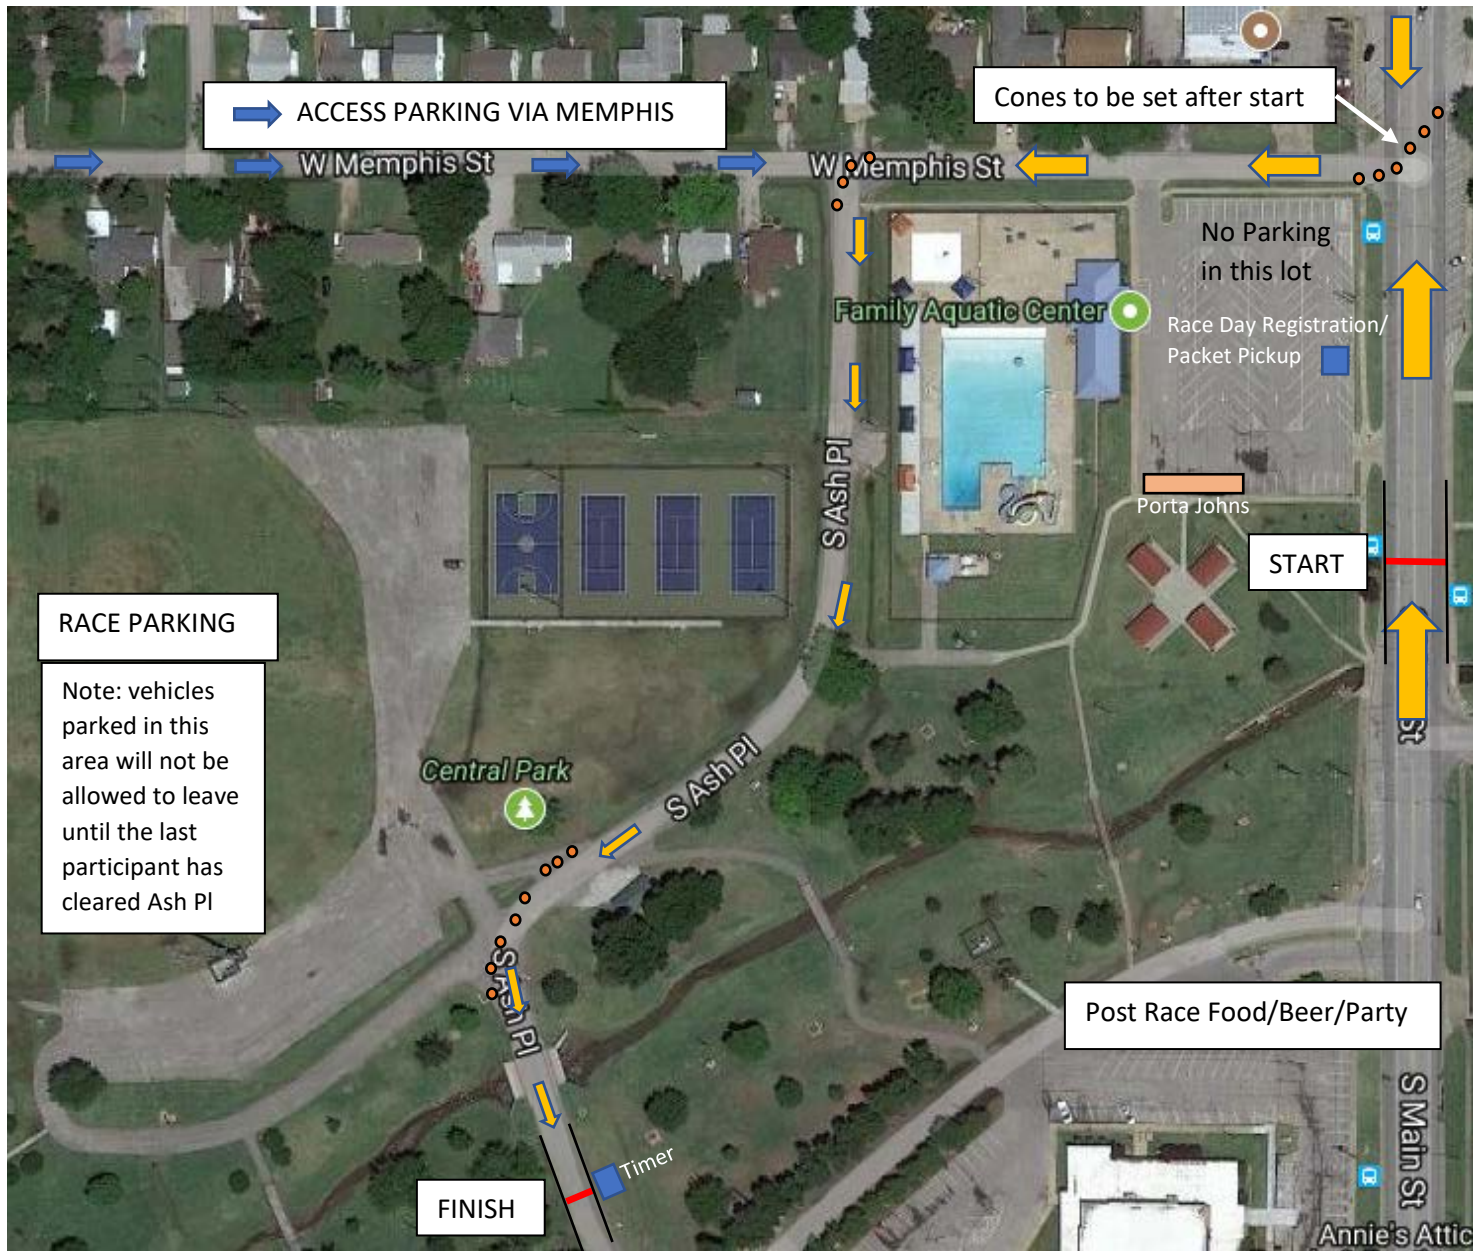 ACCESS PARKING VIA MEMPHIS
Cones to be set after start
W Memphis St
W Memphis St
No Parking
in this lot
Family Aquatic Center
Race Day Registration/
Packet Pickup
S Ash Pl
Porta Johns
START
RACE PARKING
Note: vehicles
parked in this
area will not be
allowed to leave
until the last
participant has
cleared Ash Pl
St
Central Park
S Ash Pl
S Ash Pl
Post Race Food/Beer/Party
S Main St
Timer
FINISH
Annie's Attic